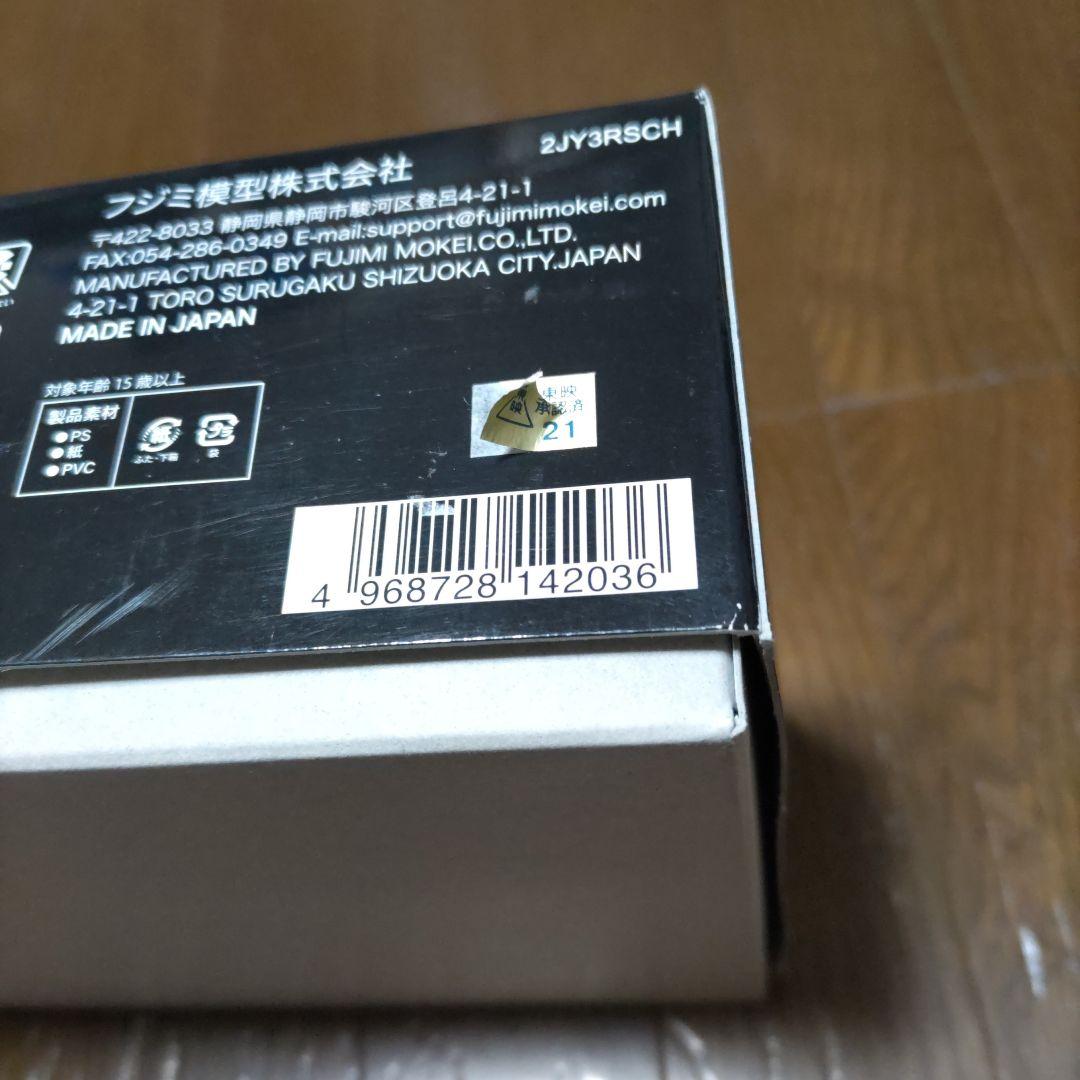 2JY3RSCH
フジミ模型株式会社
〒422-8033 静岡県静岡市駿河区登呂4-21-1
FAX:054-286-0349 E-mail:support@fujimimokei.com
MANUFACTURED BY FUJIMI MOKEI.CO.,LTD.
4-21-1 TORO SURUGAKU SHIZUOKA CITY.JAPAN
MADE IN JAPAN
対象年齢 15 歳以上
製品素材
●PS
●紙
●PVC
紙
ふた・下箱
プラ
袋
東映
承認済
21
4 968728 142036